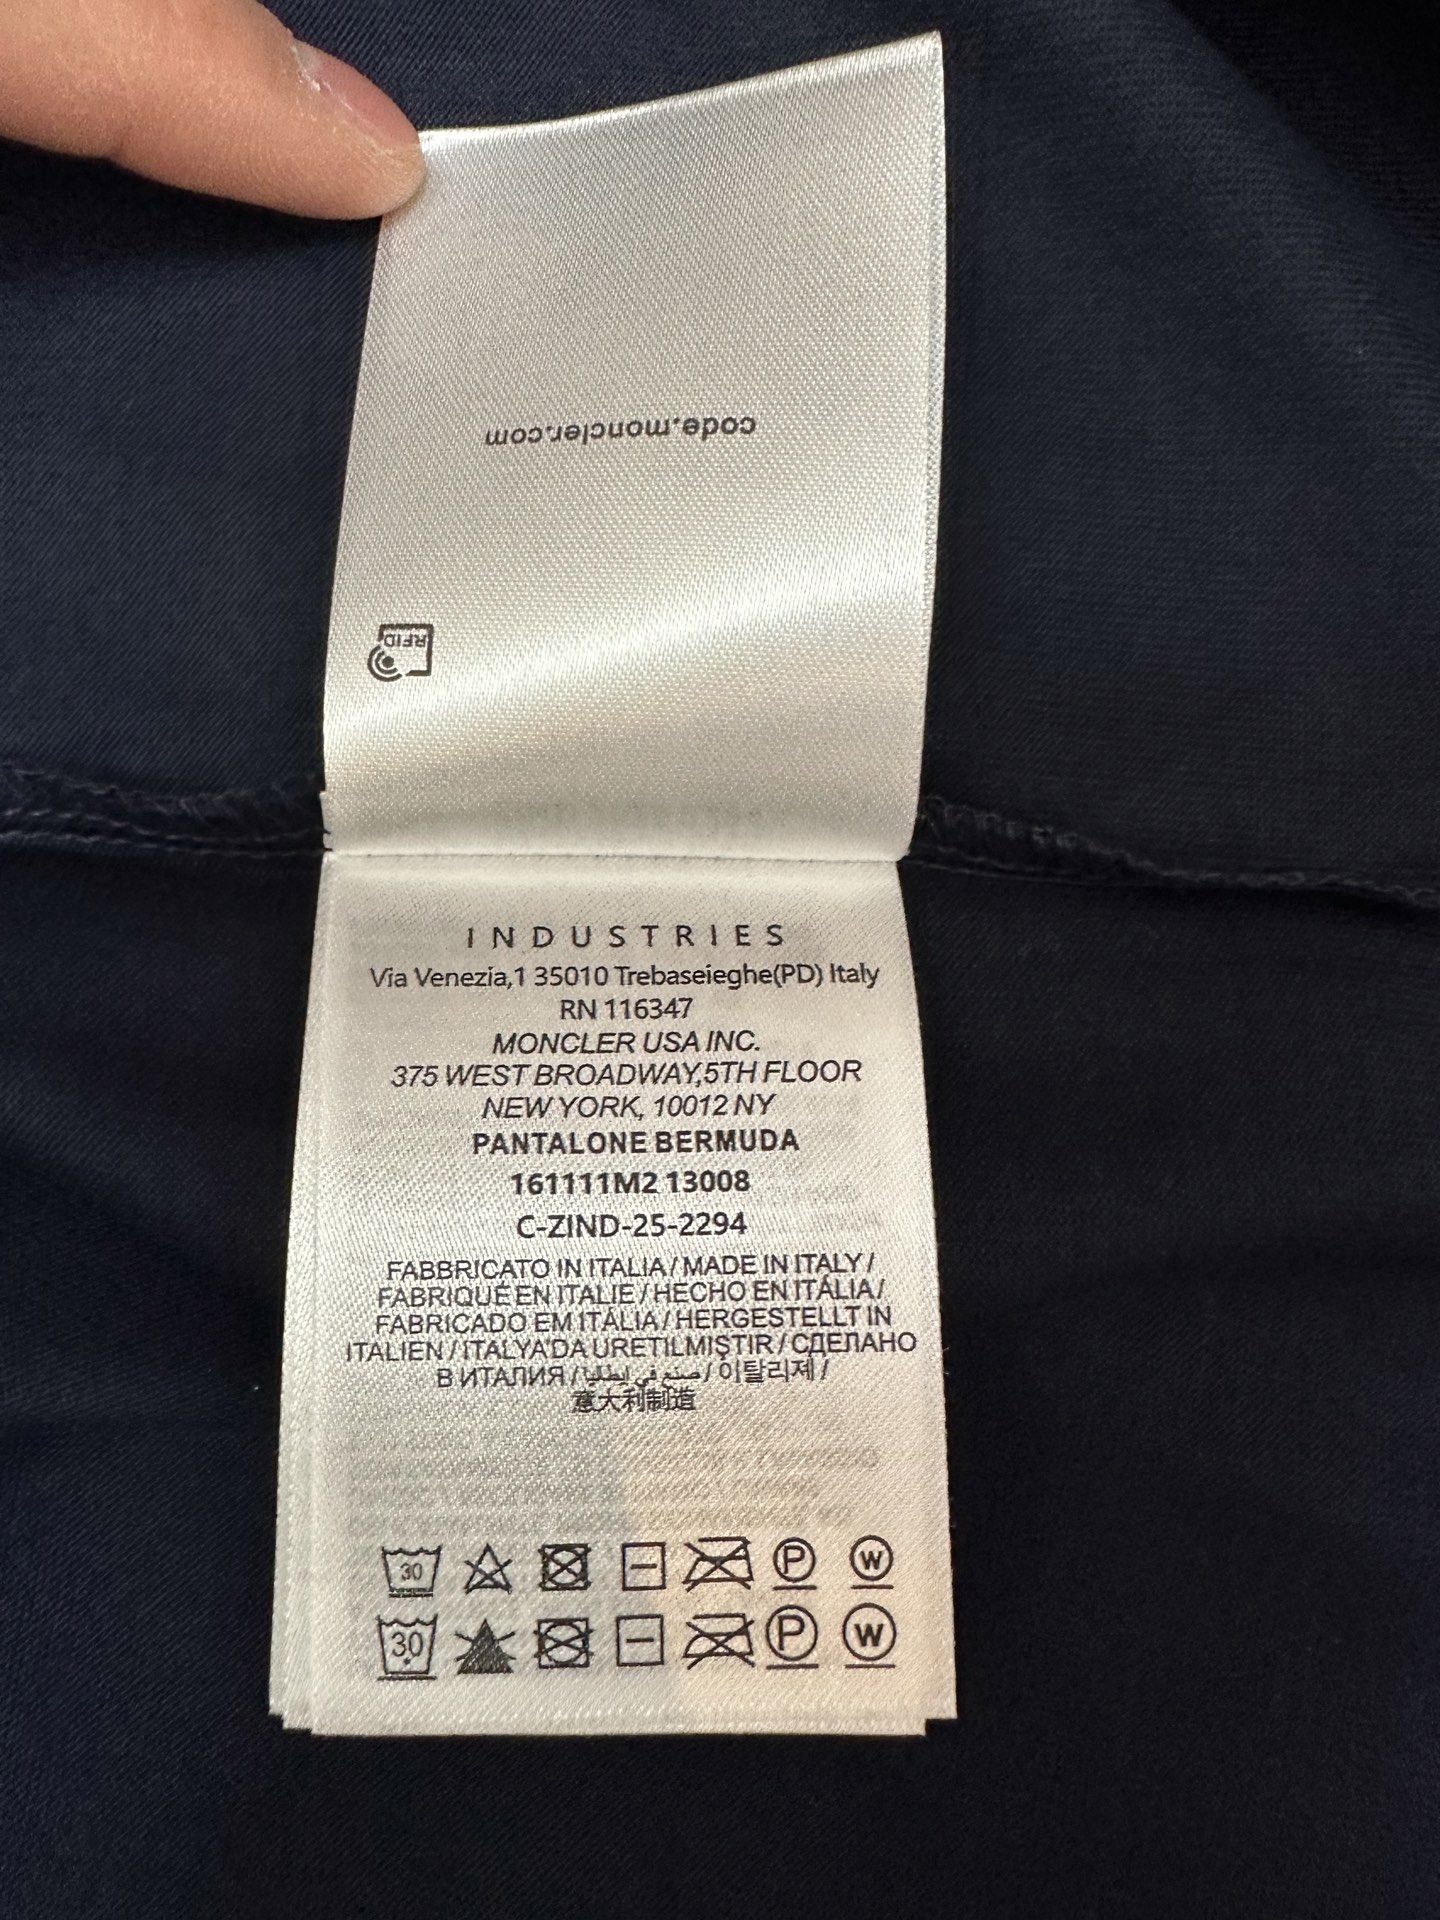 code.moncler.com
RFID
INDUSTRIES
Via Venezia,1 35010 Trebaseieghe(PD) Italy
RN 116347
MONCLER USA INC.
375 WEST BROADWAY,5TH FLOOR
NEW YORK, 10012 NY
PANTALONE BERMUDA
161111M2 13008
C-ZIND-25-2294
FABBRICATO IN ITALIA / MADE IN ITALY /
FABRIQUÉ EN ITALIE / HECHO EN ITÁLIA /
FABRICADO EM ITÁLIA / HERGESTELLT IN
ITALIEN / ITALYA'DA URETILMIŞTIR / СДЕЛАНО
В ИТАЛИЯ / صنع في إيطليا / 이탈리제 /
意大利制造
30 P W
30 P W